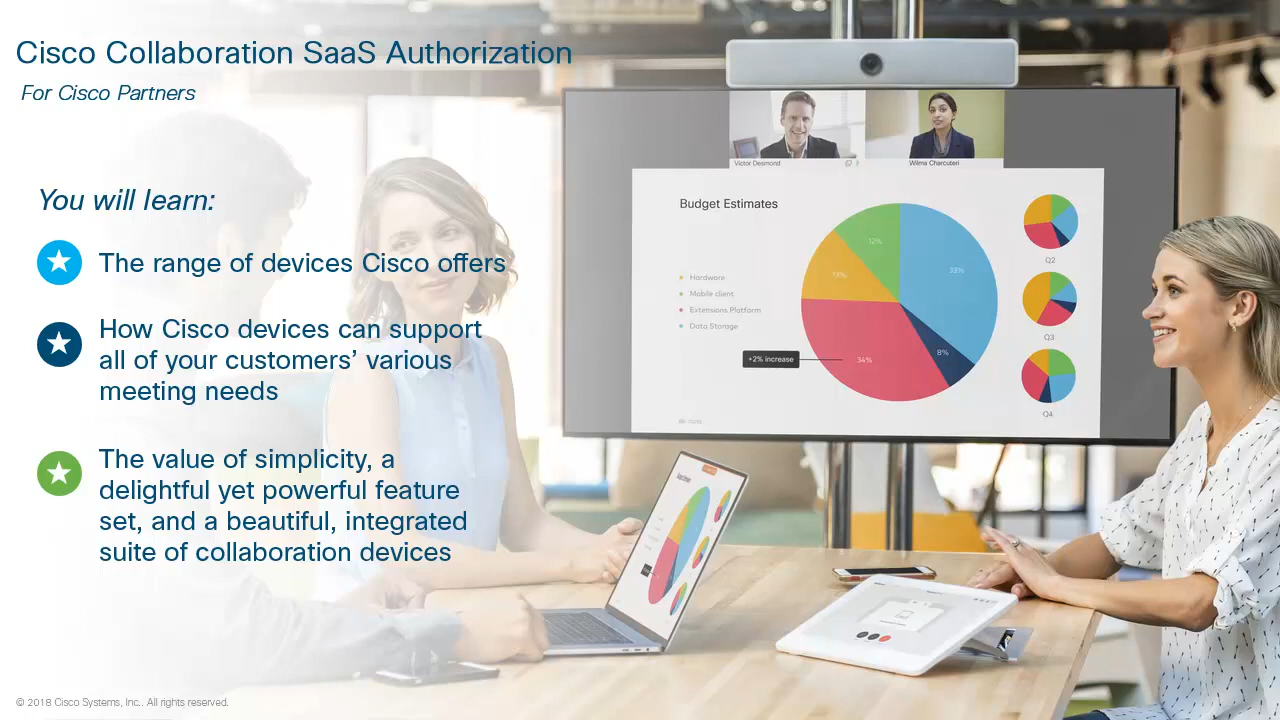 Cisco Collaboration SaaS Authorization
For Cisco Partners
You will learn:
The range of devices Cisco offers
How Cisco devices can support
all of your customers’ various
meeting needs
The value of simplicity, a
delightful yet powerful feature
set, and a beautiful, integrated
suite of collaboration devices
Victor Desmond
Wilma Charcuteri
Budget Estimates
Hardware
Mobile client
Extensions Platform
Data Storage
12%
33%
13%
+2% increase
34%
8%
Q2
Q3
Q4
© 2018 Cisco Systems, Inc.. All rights reserved.